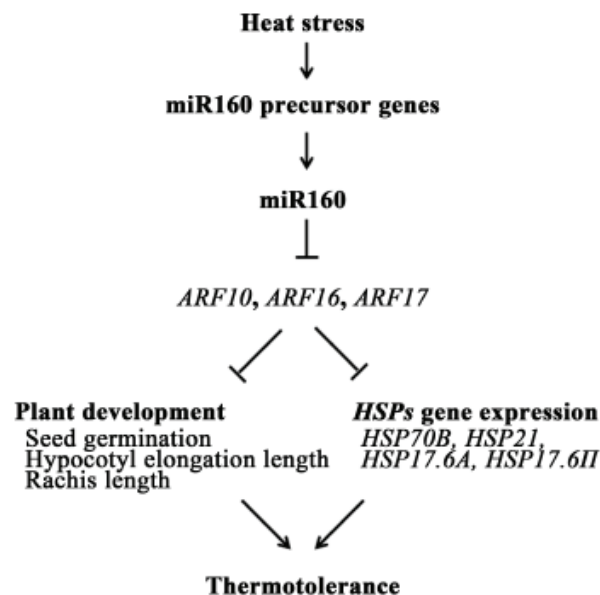 Heat stress
miR160 precursor genes
miR160
ARF10, ARF16, ARF17
Plant development
Seed germination
Hypocotyl elongation length
Rachis length
HSPs gene expression
HSP70B, HSP21,
HSP17.6A, HSP17.6II
Thermotolerance